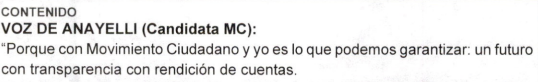 CONTENIDO
VOZ DE ANAYELLI (Candidata MC):
“Porque con Movimiento Ciudadano y yo es lo que podemos garantizar: un futuro
con transparencia con rendición de cuentas.